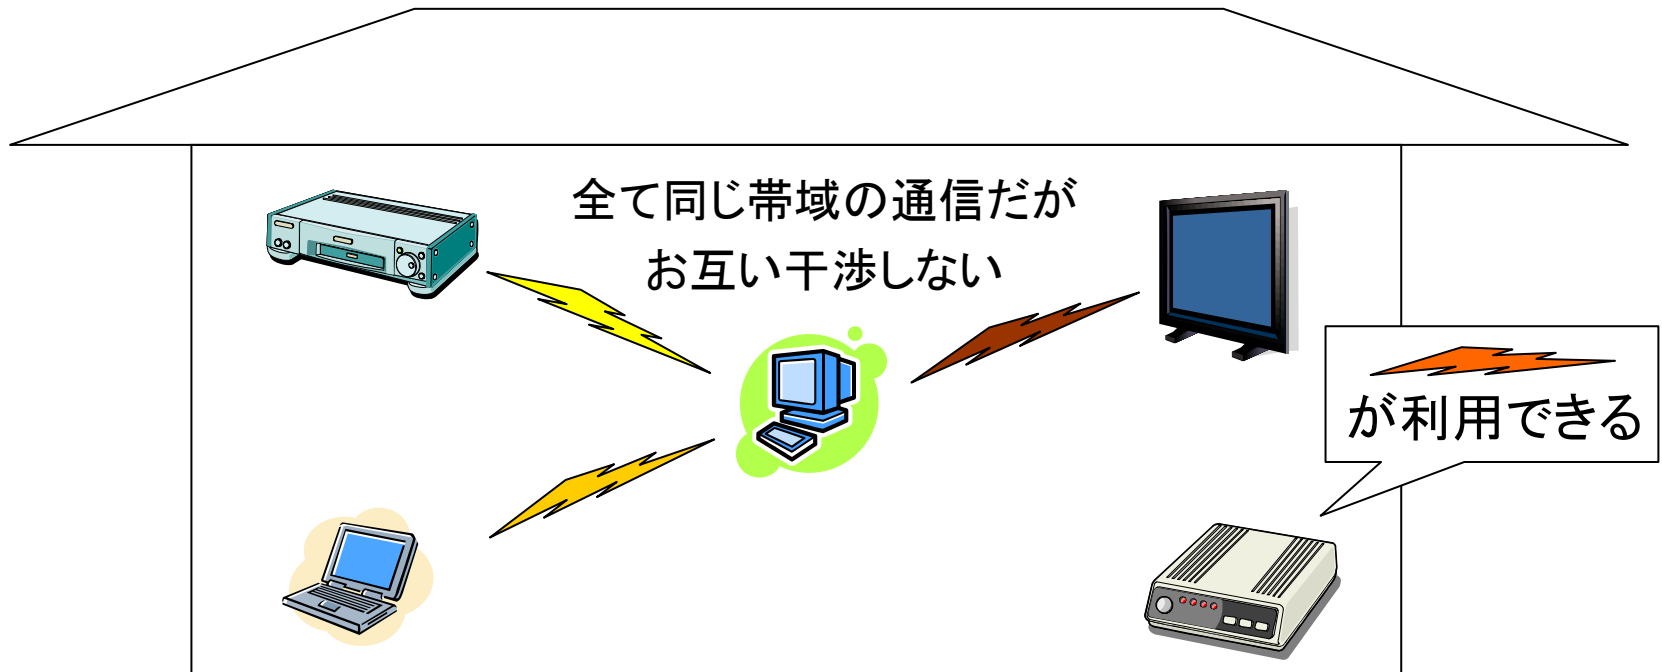 全て同じ帯域の通信だが
お互い干渉しない
が利用できる